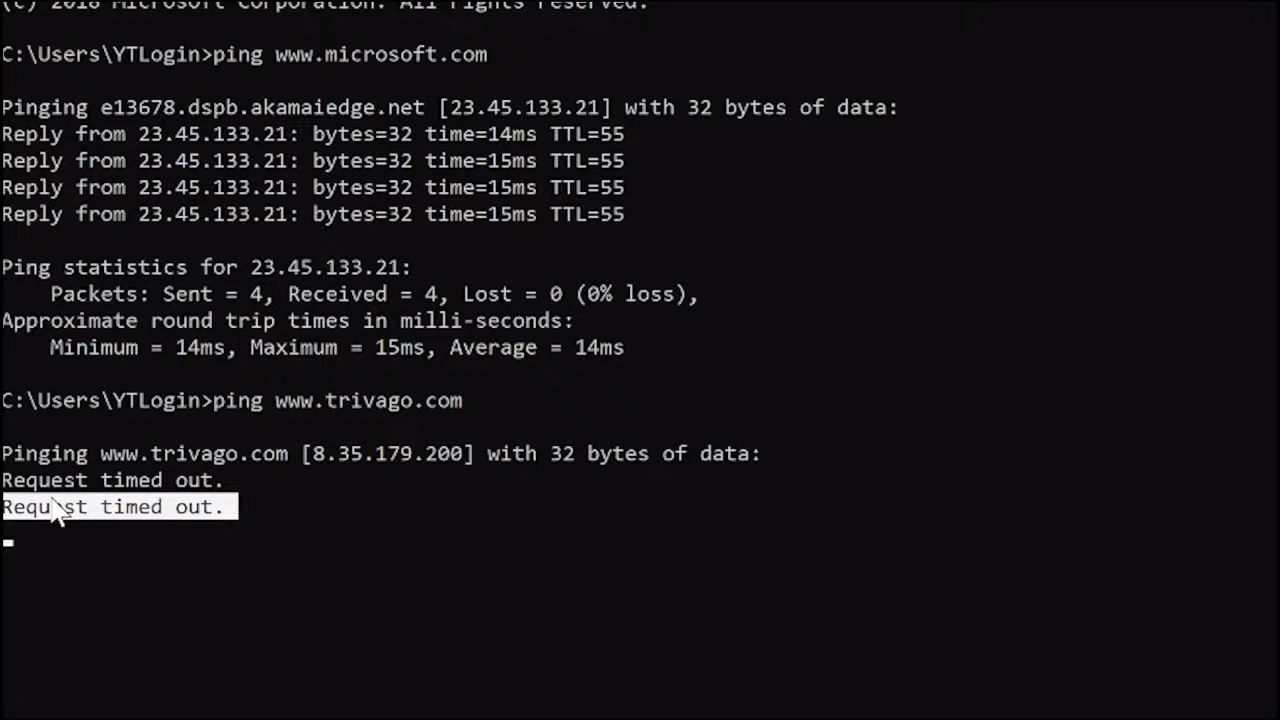 (c) 2018 Microsoft Corporation. All rights reserved.
C:\Users\YTLogin>ping www.microsoft.com
Pinging e13678.dspb.akamaiedge.net [23.45.133.21] with 32 bytes of data:
Reply from 23.45.133.21: bytes=32 time=14ms TTL=55
Reply from 23.45.133.21: bytes=32 time=15ms TTL=55
Reply from 23.45.133.21: bytes=32 time=15ms TTL=55
Reply from 23.45.133.21: bytes=32 time=15ms TTL=55
Ping statistics for 23.45.133.21:
Packets: Sent = 4, Received = 4, Lost = 0 (0% loss),
Approximate round trip times in milli-seconds:
Minimum = 14ms, Maximum = 15ms, Average = 14ms
C:\Users\YTLogin>ping www.trivago.com
Pinging www.trivago.com [8.35.179.200] with 32 bytes of data:
Request timed out.
Request timed out.